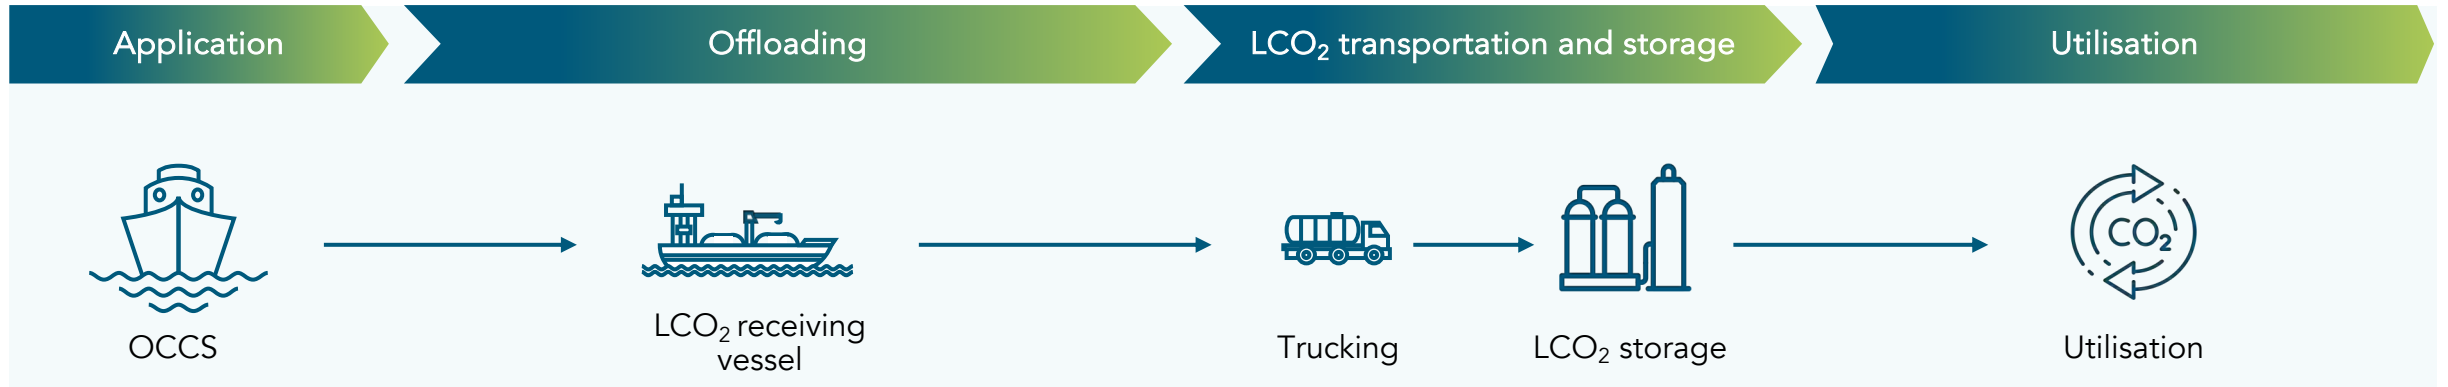 Application
Offloading
LCO₂ transportation and storage
Utilisation
CO₂
OCCS
LCO₂ receiving
vessel
Trucking
LCO₂ storage
Utilisation